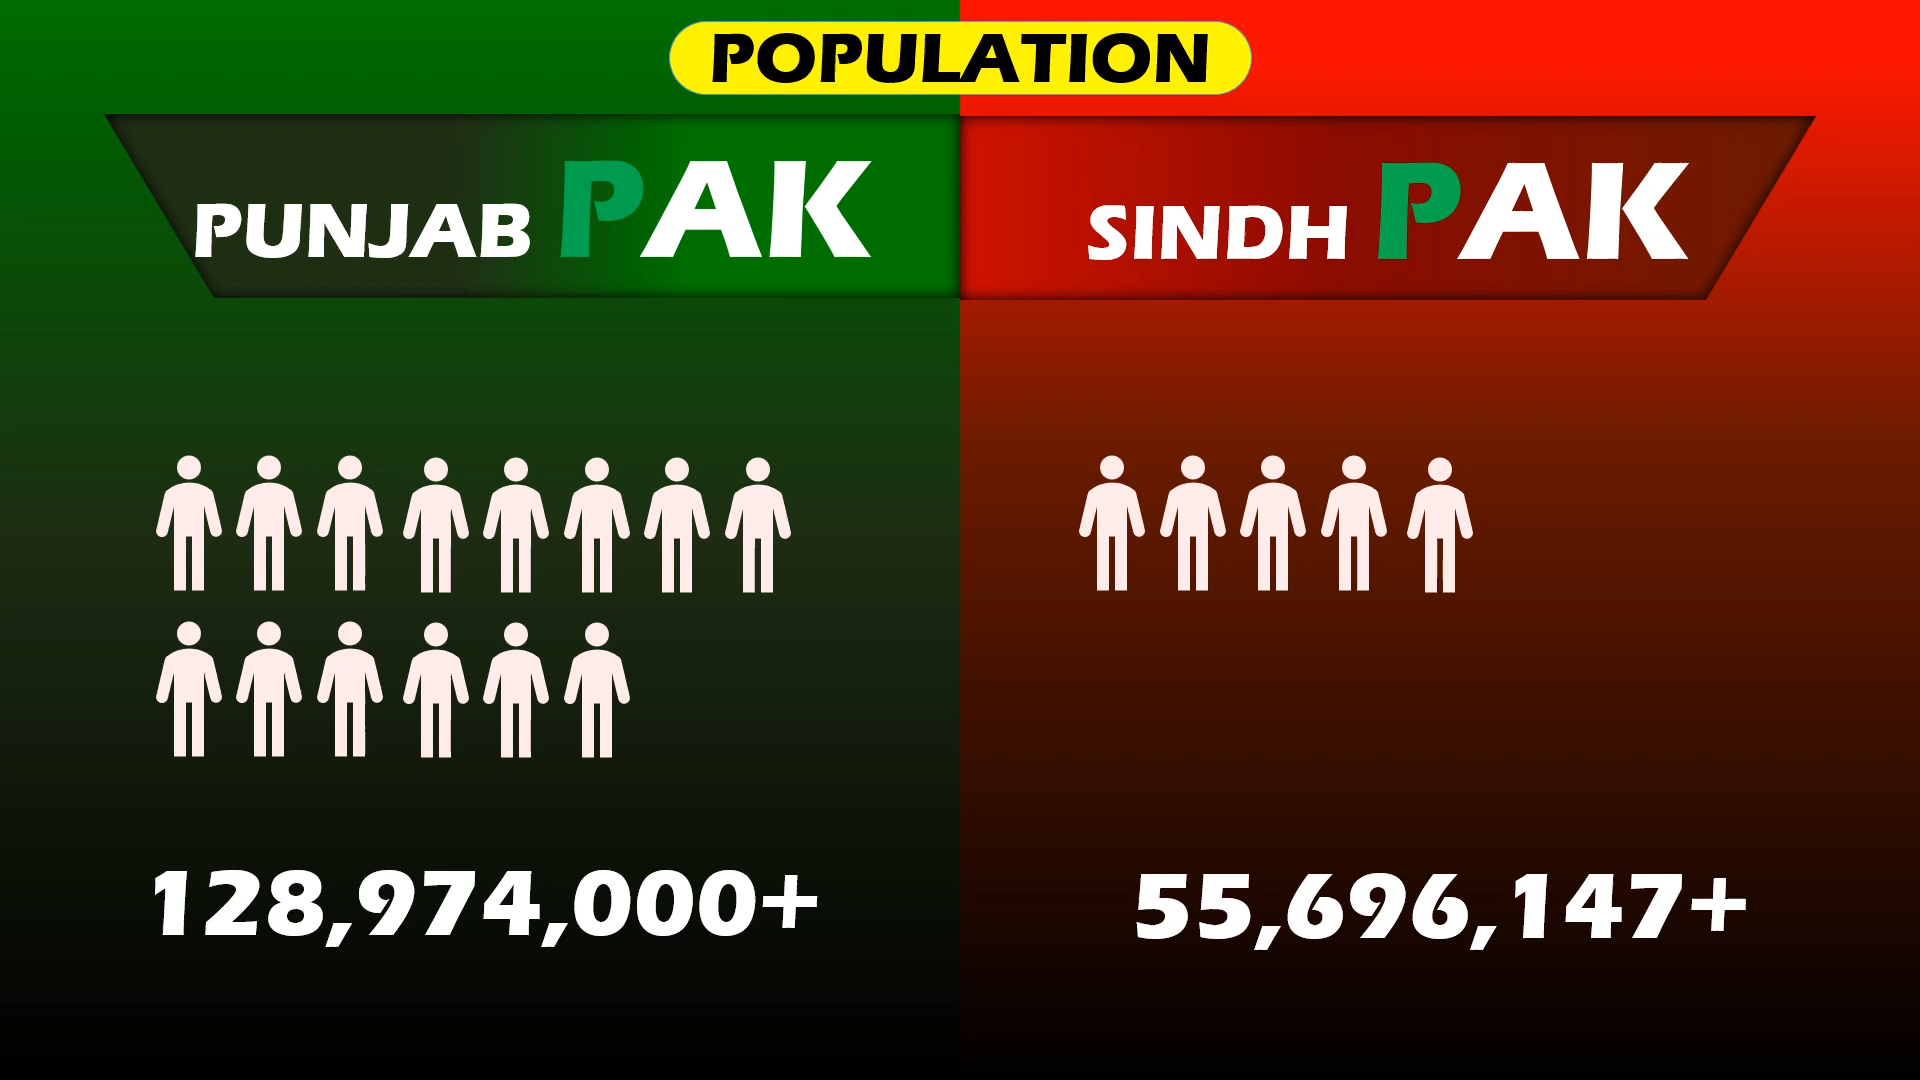 POPULATION
PUNJAB PAK
SINDH PAK
128,974,000+
55,696,147+